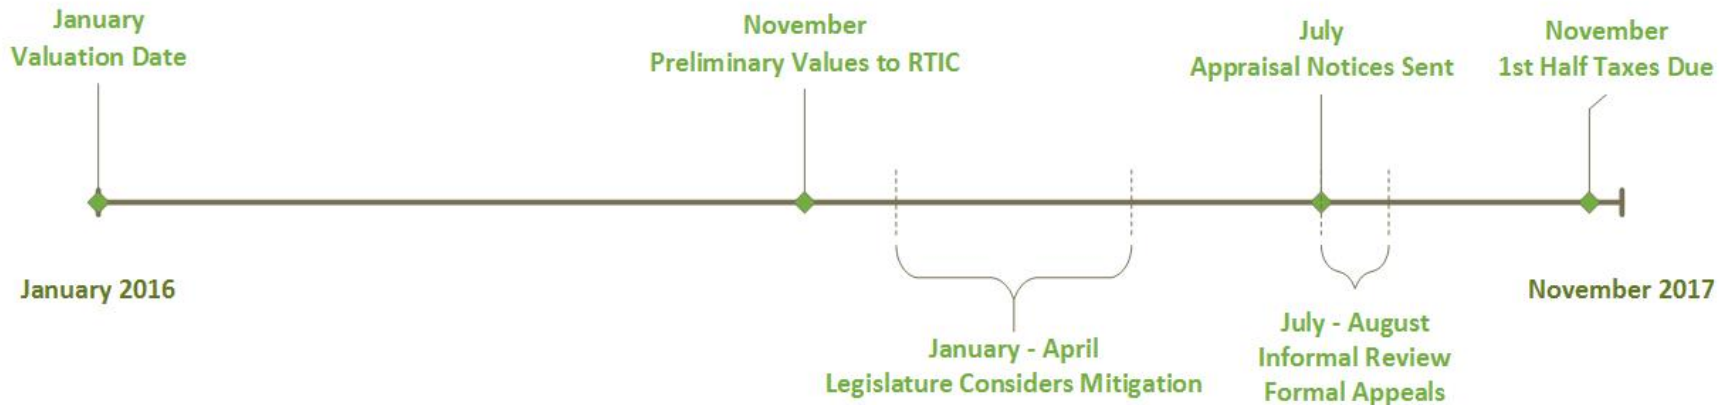 January
Valuation Date
November
Preliminary Values to RTIC
July
Appraisal Notices Sent
November
1st Half Taxes Due
January 2016
November 2017
January - April
Legislature Considers Mitigation
July - August
Informal Review
Formal Appeals